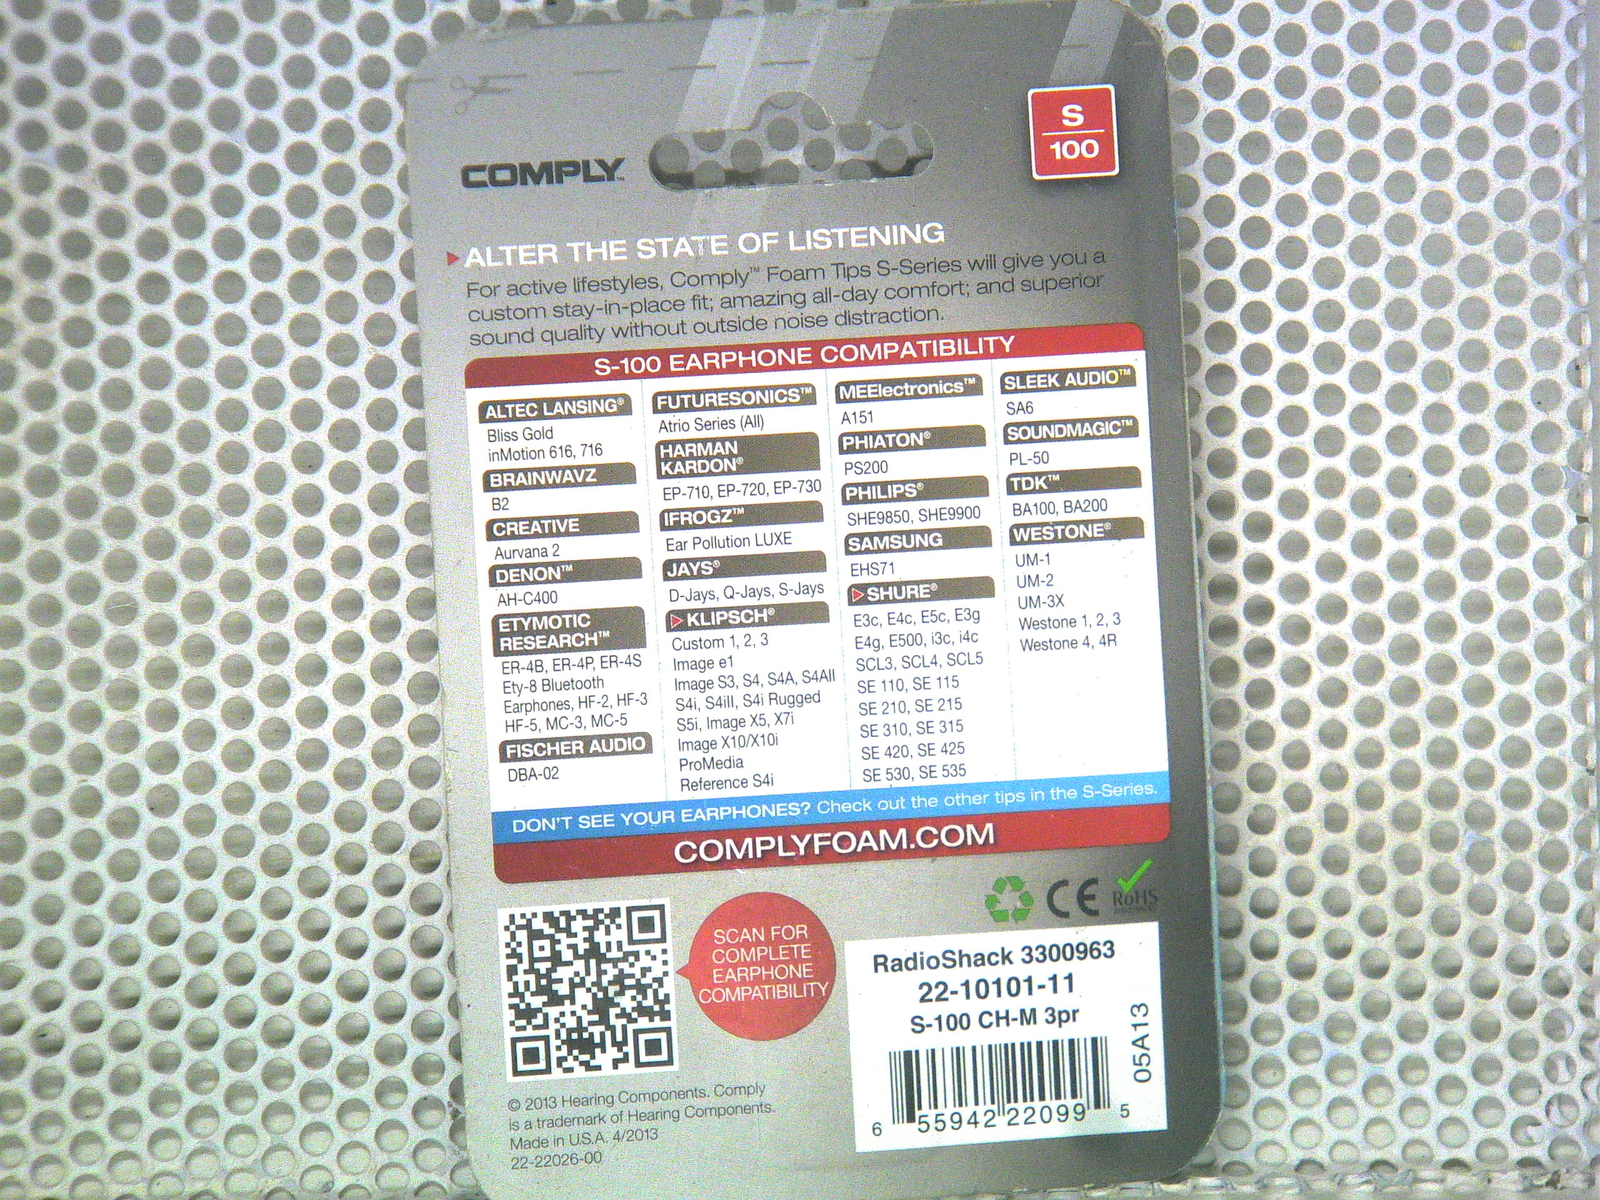 COMPLY™
S
100
ALTER THE STATE OF LISTENING
For active lifestyles, Comply™ Foam Tips S-Series will give you a
custom stay-in-place fit; amazing all-day comfort; and superior
sound quality without outside noise distraction.
S-100 EARPHONE COMPATIBILITY
ALTEC LANSING®
Bliss Gold
inMotion 616, 716
BRAINWAVZ
B2
CREATIVE
Aurvana 2
DENON™
AH-C400
ETYMOTIC
RESEARCH™
ER-4B, ER-4P, ER-4S
Ety-8 Bluetooth
Earphones, HF-2, HF-3
HF-5, MC-3, MC-5
FISCHER AUDIO
DBA-02
FUTURESONICS™
Atrio Series (All)
HARMAN
KARDON®
EP-710, EP-720, EP-730
IFROGZ™
Ear Pollution LUXE
JAYS®
D-Jays, Q-Jays, S-Jays
KLIPSCH®
Custom 1, 2, 3
Image e1
Image S3, S4, S4A, S4AII
S4i, S4iII, S4i Rugged
S5i, Image X5, X7i
Image X10/X10i
ProMedia
Reference S4i
MEElectronics™
A151
PHIATON®
PS200
PHILIPS®
SHE9850, SHE9900
SAMSUNG
EHS71
SHURE®
E3c, E4c, E5c, E3g
E4g, E500, i3c, i4c
SCL3, SCL4, SCL5
SE 110, SE 115
SE 210, SE 215
SE 310, SE 315
SE 420, SE 425
SE 530, SE 535
SLEEK AUDIO™
SA6
SOUNDMAGIC™
PL-50
TDK™
BA100, BA200
WESTONE®
UM-1
UM-2
UM-3X
Westone 1, 2, 3
Westone 4, 4R
DON'T SEE YOUR EARPHONES? Check out the other tips in the S-Series.
COMPLYFOAM.COM
SCAN FOR
COMPLETE
EARPHONE
COMPATIBILITY
CE
RoHS
RadioShack 3300963
22-10101-11
S-100 CH-M 3pr
05A13
6 55942 22099 5
© 2013 Hearing Components. Comply
is a trademark of Hearing Components.
Made in U.S.A. 4/2013
22-22026-00